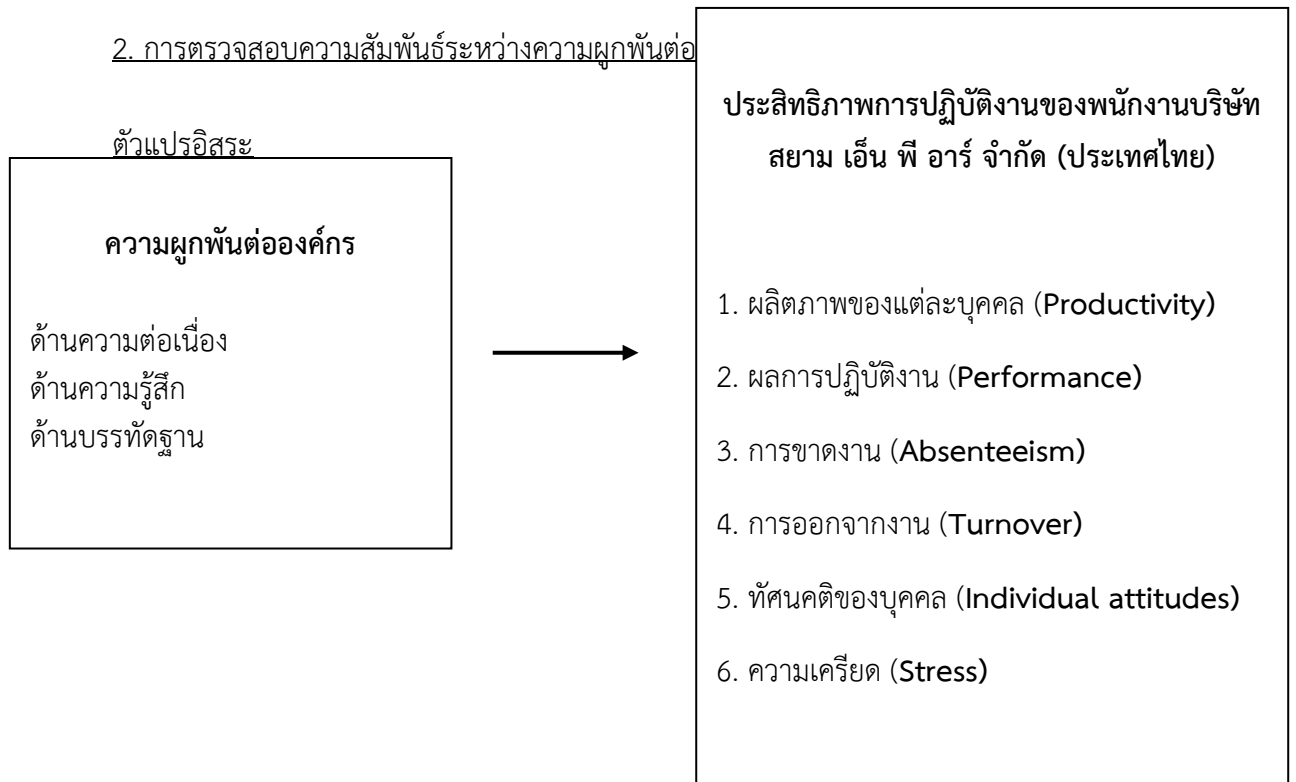 2. การตรวจสอบความสัมพันธ์ระหว่างความผูกพันต่อ
ตัวแปรอิสระ
ความผูกพันต่อองค์กร
ด้านความต่อเนื่อง
ด้านความรู้สึก
ด้านบรรทัดฐาน
ประสิทธิภาพการปฏิบัติงานของพนักงานบริษัท
สยาม เอ็น พี อาร์ จำกัด (ประเทศไทย)
1. ผลิตภาพของแต่ละบุคคล (Productivity)
2. ผลการปฏิบัติงาน (Performance)
3. การขาดงาน (Absenteeism)
4. การออกจากงาน (Turnover)
5. ทัศนคติของบุคคล (Individual attitudes)
6. ความเครียด (Stress)